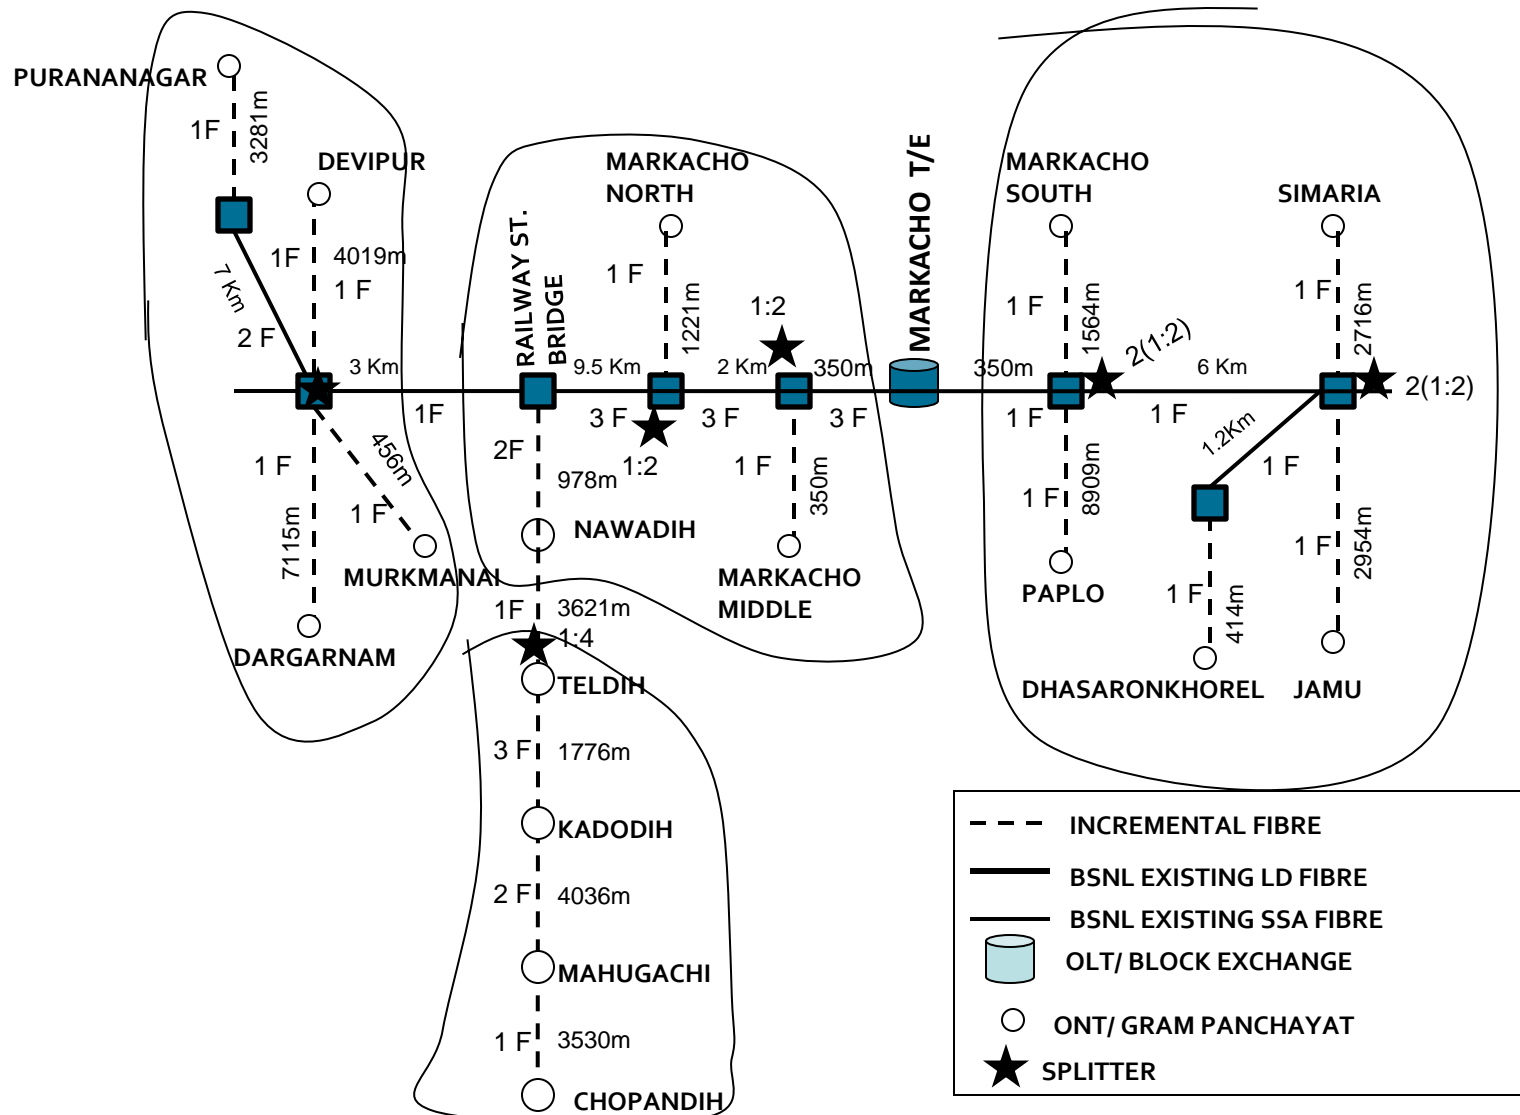 PURANANAGAR
1F
3281m
DEVIPUR
1F
4019m
1 F
7 Km
2 F
3 Km
1F
1 F
7115m
456m
1 F
MURKMANAI
DARGARNAM
RAILWAY ST.
BRIDGE
MARKACHO
NORTH
1 F
1221m
1:2
9.5 Km
2 Km
350m
3 F
3 F
3 F
1:2
2F
978m
NAWADIH
1 F
350m
MARKACHO
MIDDLE
1F
3621m
1:4
TELDIH
3 F
1776m
KADODIH
2 F
4036m
MAHUGACHI
1 F
3530m
CHOPANDIH
MARKACHO T/E
MARKACHO
SOUTH
1 F
1564m
2(1:2)
350m
1 F
6 Km
1 F
1 F
8909m
PAPLO
SIMARIA
1 F
2716m
2(1:2)
1.2Km
1 F
1 F
414m
DHASARONKHOREL
1 F
2954m
JAMU
INCREMENTAL FIBRE
BSNL EXISTING LD FIBRE
BSNL EXISTING SSA FIBRE
OLT/ BLOCK EXCHANGE
ONT/ GRAM PANCHAYAT
SPLITTER